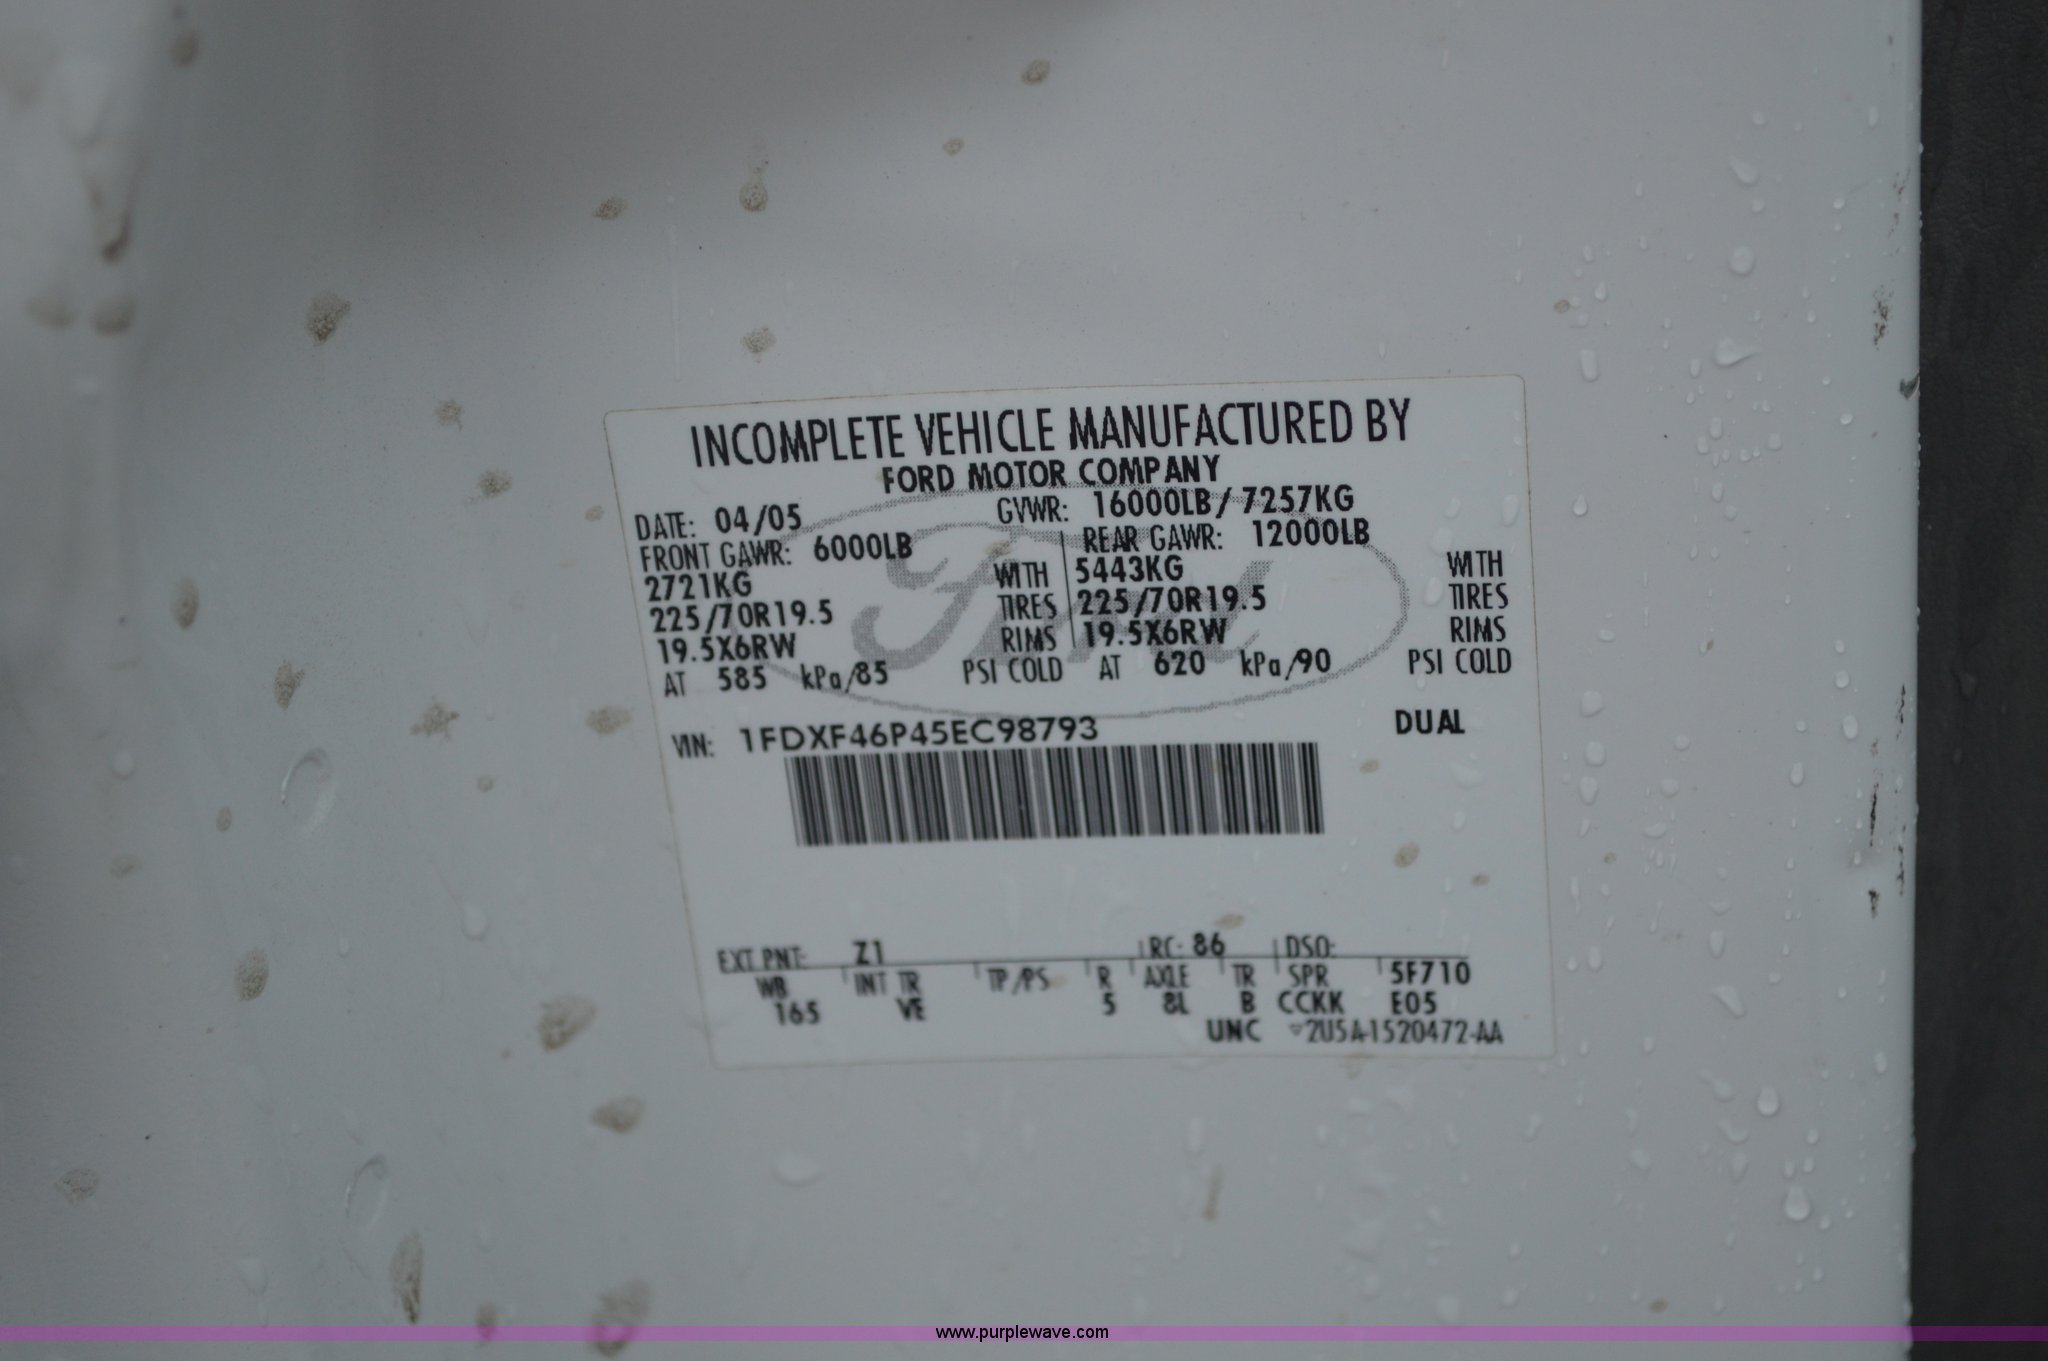 INCOMPLETE VEHICLE MANUFACTURED BY
FORD MOTOR COMPANY
DATE: 04/05 GVWR: 16000LB / 7257KG
FRONT GAWR: 6000LB REAR GAWR: 12000LB
2721KG WITH 5443KG WITH
225/70R19.5 TIRES 225/70R19.5 TIRES
19.5X6RW RIMS 19.5X6RW RIMS
AT 585 kPa/85 PSI COLD AT 620 kPa/90 PSI COLD
VIN: 1FDXF46P45EC98793 DUAL
EXT PNT: Z1 RC: 86 DSO:
WB INT TR TP/PS R AXLE TR SPR 5F710
165 VE 5 8L B CCKK E05
UNC 2U5A-1520472-AA
Ford
www.purplewave.com